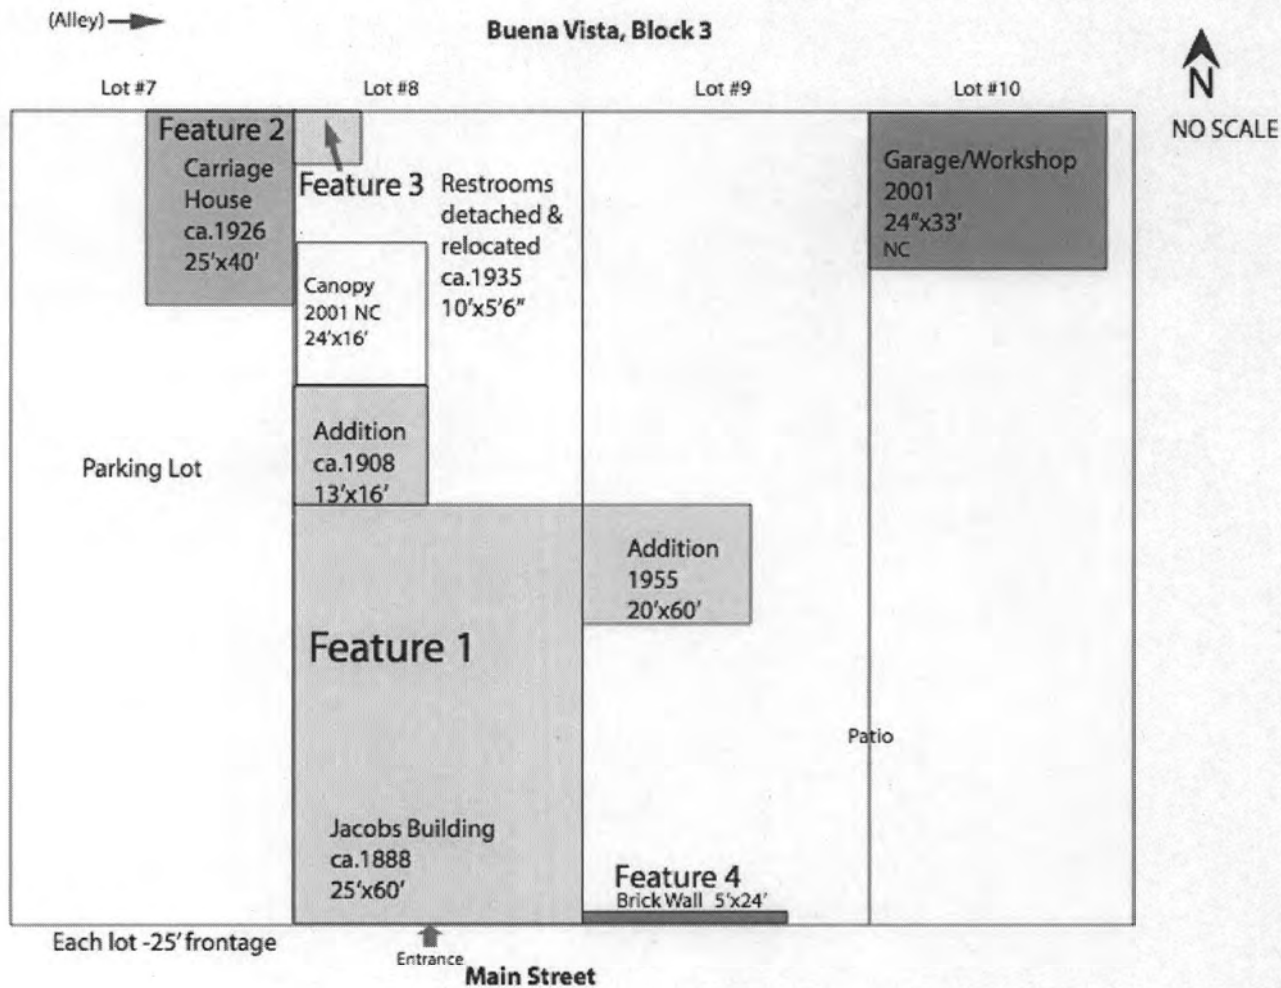 (Alley)
Buena Vista, Block 3
N
NO SCALE
Lot #7
Lot #8
Lot #9
Lot #10
Feature 2
Carriage
House
ca.1926
25'x40'
Feature 3
Restrooms
detached &
relocated
ca.1935
10'x5'6"
Garage/Workshop
2001
24"x33'
NC
Canopy
2001 NC
24'x16'
Addition
ca.1908
13'x16'
Parking Lot
Addition
1955
20'x60'
Feature 1
Patio
Jacobs Building
ca.1888
25'x60'
Feature 4
Brick Wall 5'x24'
Each lot -25' frontage
Entrance
Main Street